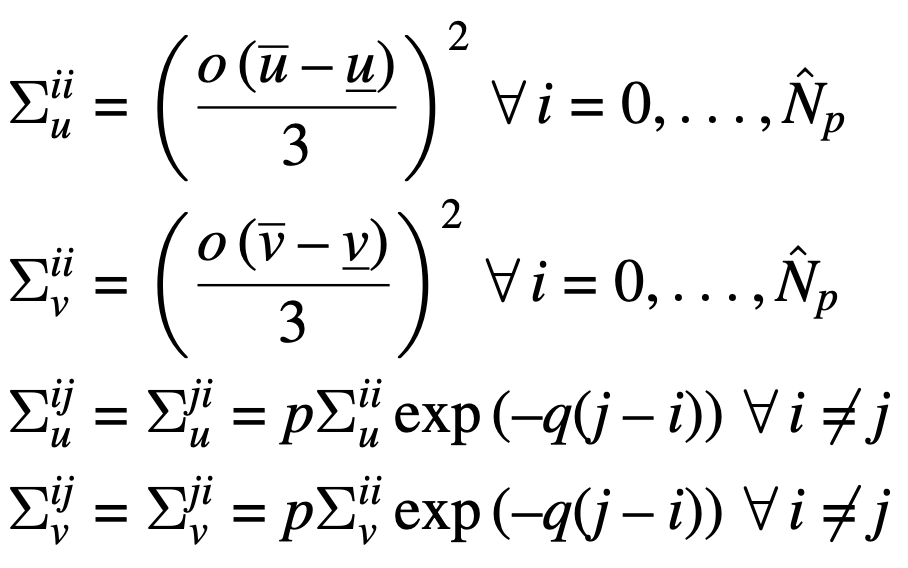 Σ_u^{ii} = ( o (u̅ − u̲) / 3 )^2 ∀ i = 0, . . . , N̂_p
Σ_v^{ii} = ( o (v̅ − v̲) / 3 )^2 ∀ i = 0, . . . , N̂_p
Σ_u^{ij} = Σ_u^{ji} = pΣ_u^{ii} exp (−q(j − i)) ∀ i ≠ j
Σ_v^{ij} = Σ_v^{ji} = pΣ_v^{ii} exp (−q(j − i)) ∀ i ≠ j